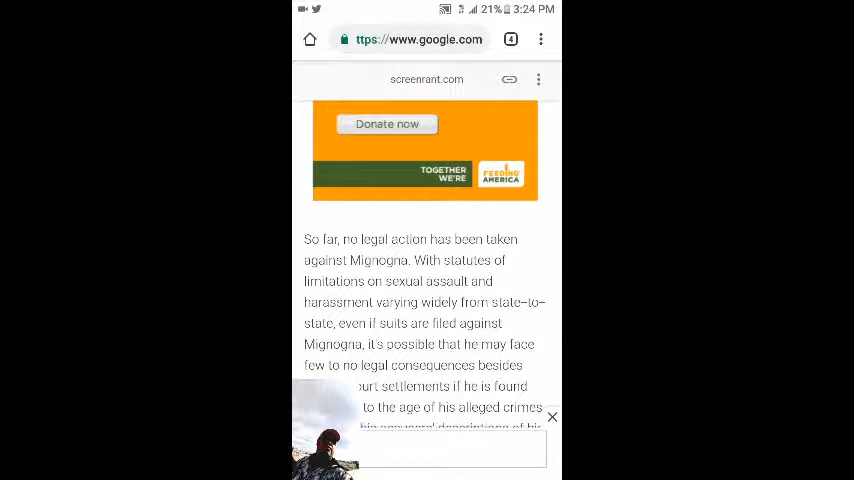 21% 3:24 PM
ttps://www.google.com
4
screenrant.com
Donate now
TOGETHER
WE'RE
FEEDING
AMERICA
So far, no legal action has been taken
against Mignogna. With statutes of
limitations on sexual assault and
harassment varying widely from state-to-
state, even if suits are filed against
Mignogna, it's possible that he may face
few to no legal consequences besides
court settlements if he is found
to the age of his alleged crimes